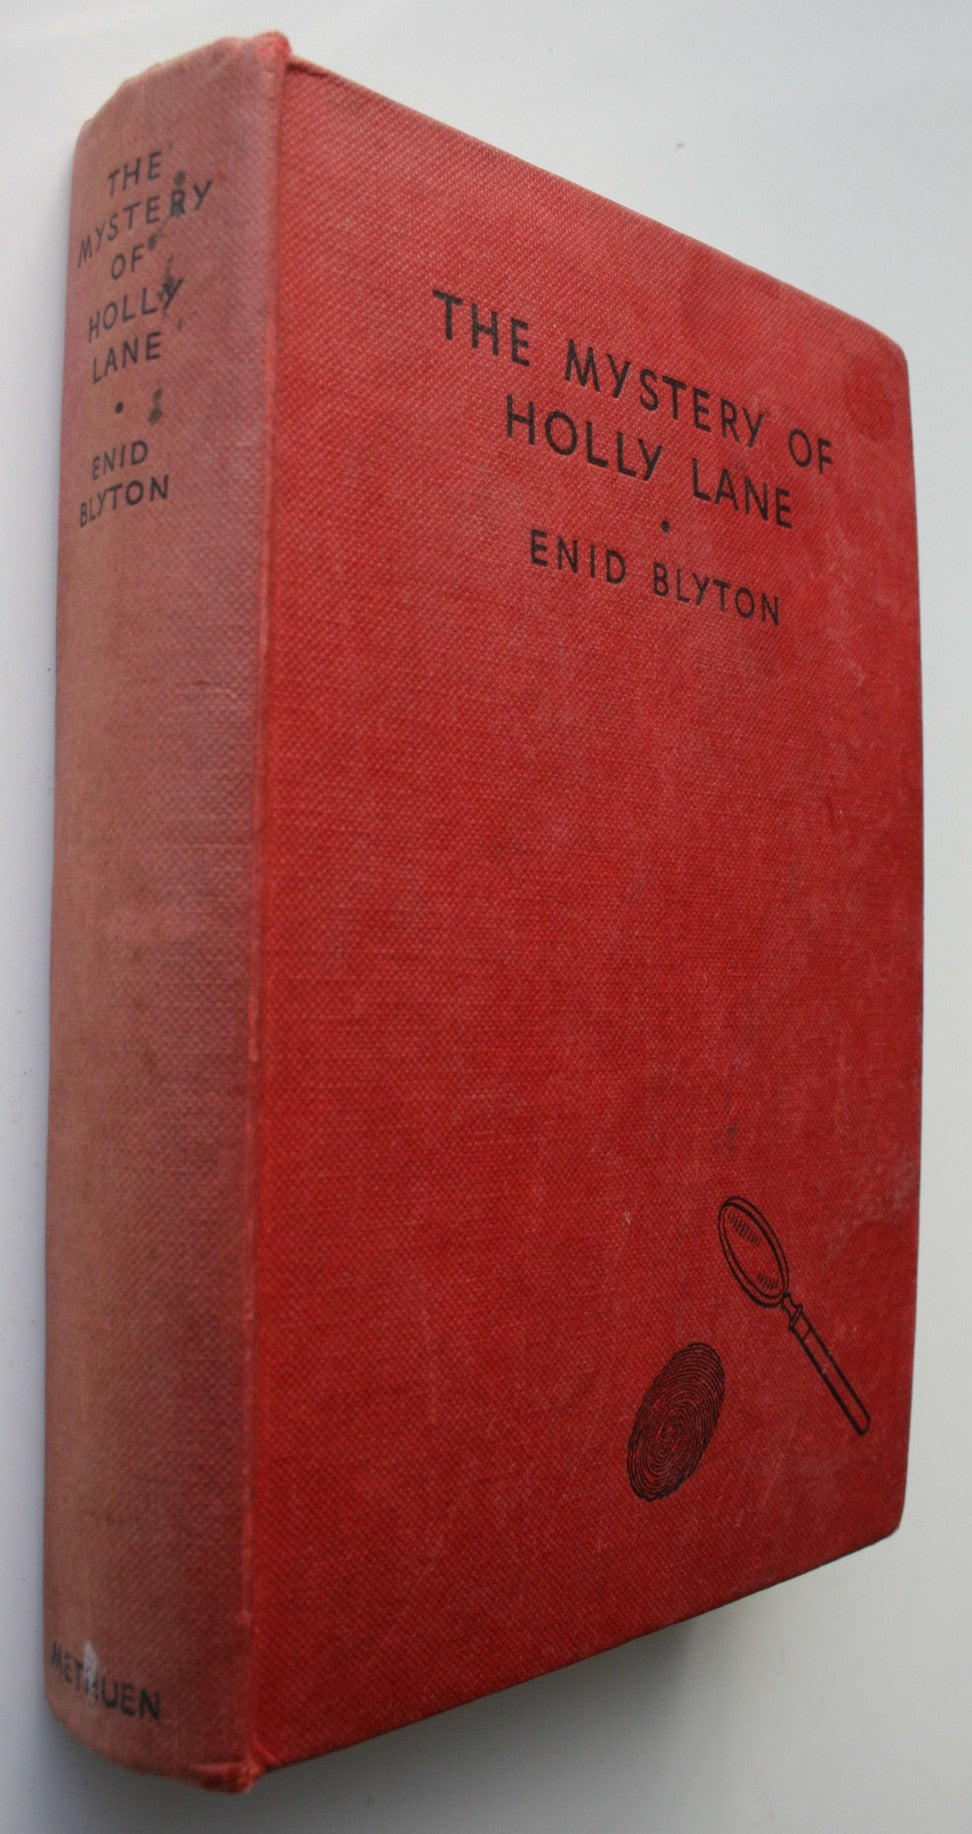 THE
MYSTERY
OF
HOLLY
LANE
•
ENID
BLYTON
METHUEN
THE MYSTERY OF
HOLLY LANE
•
ENID BLYTON